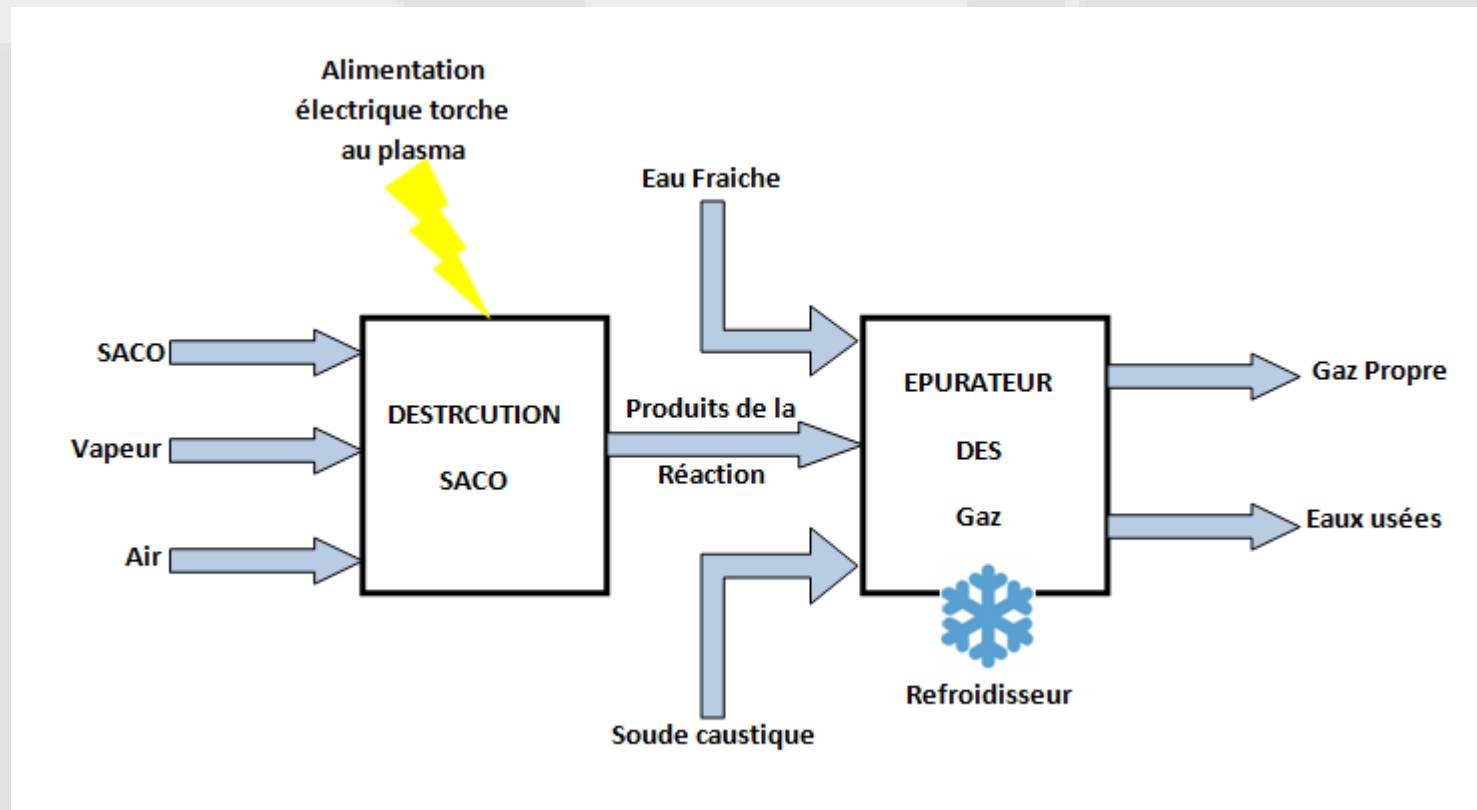 Alimentation
électrique torche
au plasma
Eau Fraiche
SACO
Vapeur
Air
DESTRCUTION
SACO
Produits de la
Réaction
EPURATEUR
DES
Gaz
Gaz Propre
Eaux usées
Refroidisseur
Soude caustique